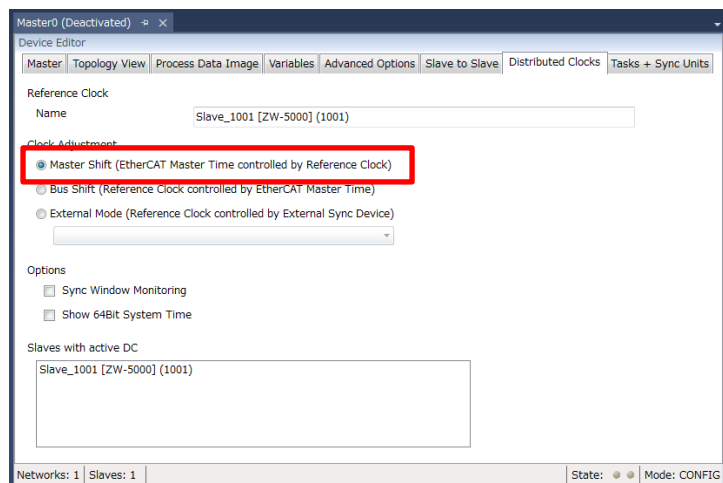 Master0 (Deactivated)
Device Editor
Master Topology View Process Data Image Variables Advanced Options Slave to Slave Distributed Clocks Tasks + Sync Units
Reference Clock
Name Slave_1001 [ZW-5000] (1001)
Clock Adjustment
Master Shift (EtherCAT Master Time controlled by Reference Clock)
Bus Shift (Reference Clock controlled by EtherCAT Master Time)
External Mode (Reference Clock controlled by External Sync Device)
Options
Sync Window Monitoring
Show 64Bit System Time
Slaves with active DC
Slave_1001 [ZW-5000] (1001)
Networks: 1 Slaves: 1 State: Mode: CONFIG